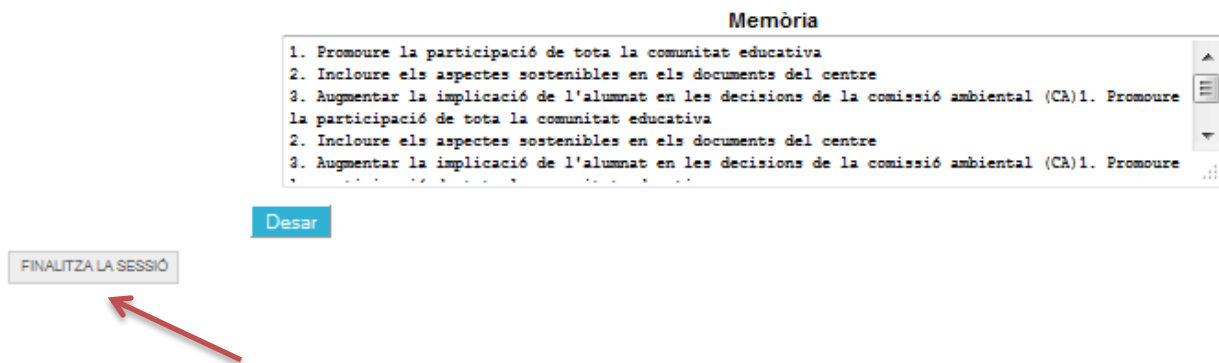 Memòria
1. Promoure la participació de tota la comunitat educativa
2. Incloure els aspectes sostenibles en els documents del centre
3. Augmentar la implicació de l'alumnat en les decisions de la comissió ambiental (CA)1. Promoure
la participació de tota la comunitat educativa
2. Incloure els aspectes sostenibles en els documents del centre
3. Augmentar la implicació de l'alumnat en les decisions de la comissió ambiental (CA)1. Promoure
Desar
FINALITZA LA SESSIÓ